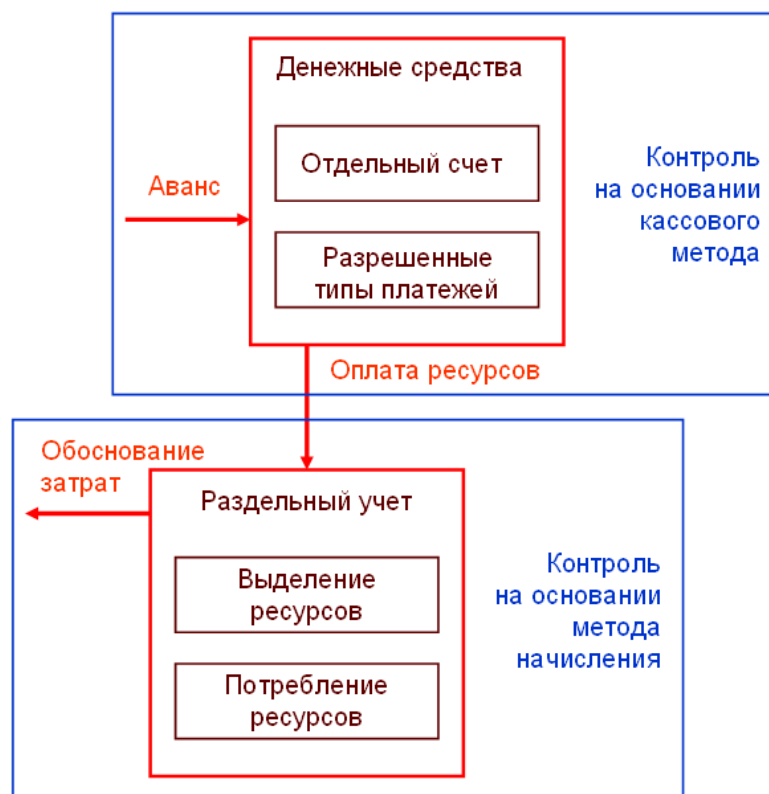 Денежные средства
Отдельный счет
Аванс
Разрешенные
типы платежей
Контроль
на основании
кассового
метода
Оплата ресурсов
Обоснование
затрат
Раздельный учет
Выделение
ресурсов
Потребление
ресурсов
Контроль
на основании
метода
начисления